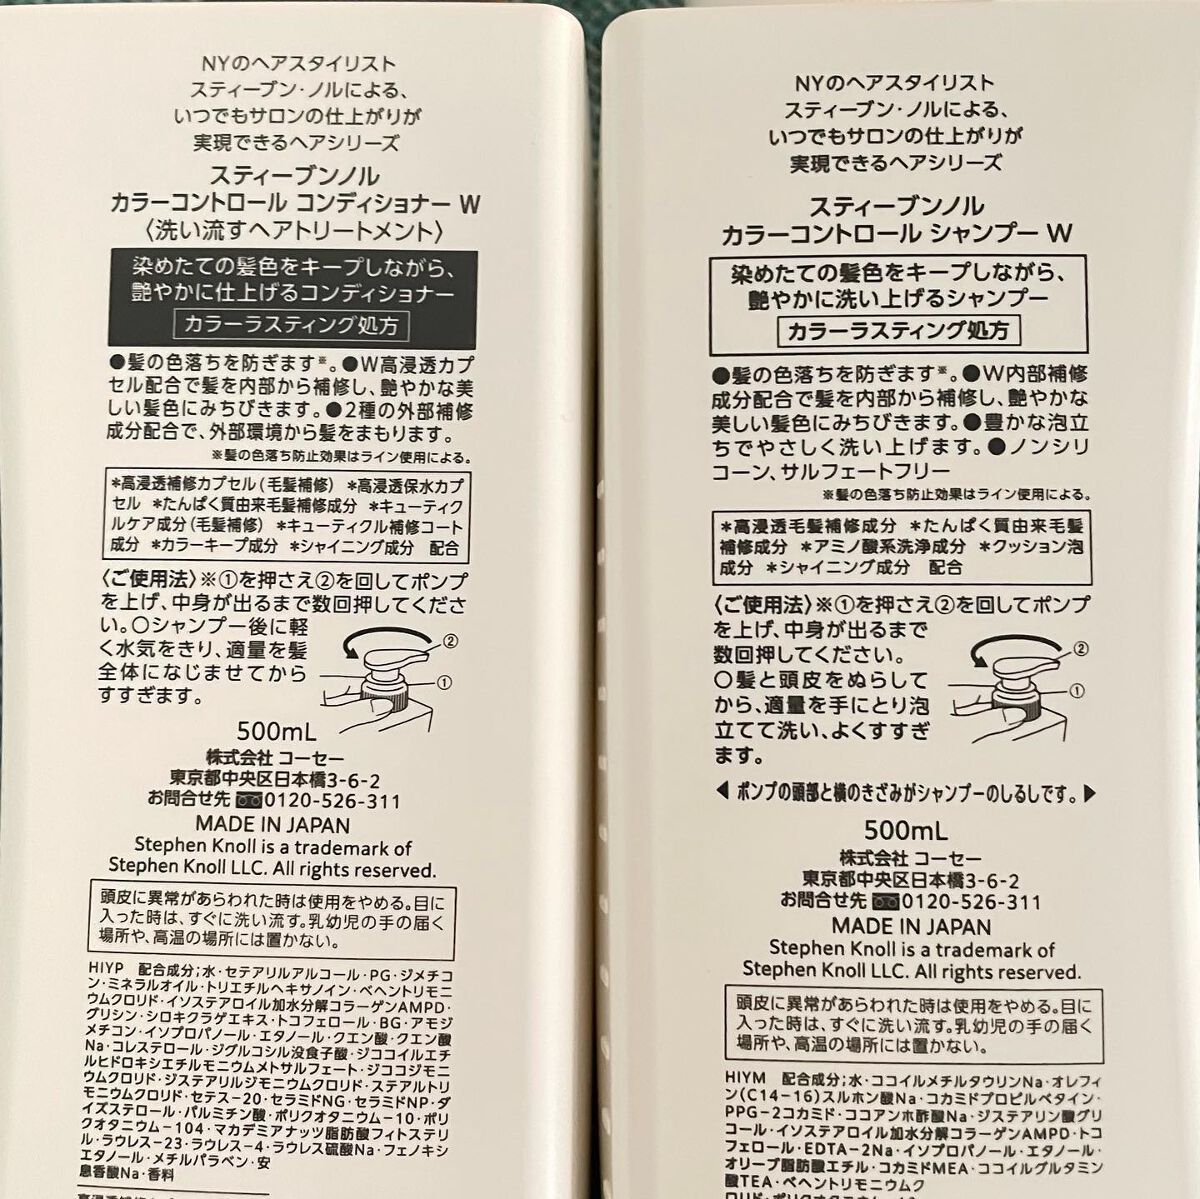 NYのヘアスタイリスト
スティーブン・ノルによる、
いつでもサロンの仕上がりが
実現できるヘアシリーズ
スティーブンノル
カラーコントロール コンディショナー W
〈洗い流すヘアトリートメント〉
染めたての髪色をキープしながら、
艶やかに仕上げるコンディショナー
カラーラスティング処方
●髪の色落ちを防ぎます※。●W高浸透カプ
セル配合で髪を内部から補修し、艶やかな美
しい髪色にみちびきます。●2種の外部補修
成分配合で、外部環境から髪をまもります。
※髪の色落ち防止効果はライン使用による。
*高浸透補修カプセル(毛髪補修) *高浸透保水カプ
セル *たんぱく質由来毛髪補修成分 *キューティク
ルケア成分(毛髪補修) *キューティクル補修コート
成分 *カラーキープ成分 *シャイニング成分 配合
〈ご使用法〉※①を押さえ②を回してポンプ
を上げ、中身が出るまで数回押してくださ
い。○シャンプー後に軽
く水気をきり、適量を髪
全体になじませてから
すすぎます。
②
①
500mL
株式会社 コーセー
東京都中央区日本橋3-6-2
お問合せ先 0120-526-311
MADE IN JAPAN
Stephen Knoll is a trademark of
Stephen Knoll LLC. All rights reserved.
頭皮に異常があらわれた時は使用をやめる。目に
入った時は、すぐに洗い流す。乳幼児の手の届く
場所や、高温の場所には置かない。
HIYP 配合成分;水・セテアリルアルコール・PG・ジメチコ
ン・ミネラルオイル・トリエチルヘキサノイン・ベヘントリモニ
ウムクロリド・イソステアロイル加水分解コラーゲンAMPD・
グリシン・シロキクラゲエキス・トコフェロール・BG・アモジ
メチコン・イソプロパノール・エタノール・クエン酸・クエン酸
Na・コレステロール・ジグルコシル没食子酸・ジココイルエチ
ルヒドロキシエチルモニウムメトサルフェート・ジココジモニ
ウムクロリド・ジステアリルジモニウムクロリド・ステアルトリ
モニウムクロリド・セテス-20・セラミドNG・セラミドNP・ダ
イズステロール・パルミチン酸・ポリクオタニウム-10・ポリ
クオタニウム-104・マカデミアナッツ脂肪酸フィトステリ
ル・ラウレス-23・ラウレス-4・ラウレス硫酸Na・フェノキシ
エタノール・メチルパラベン・安
息香酸Na・香料
NYのヘアスタイリスト
スティーブン・ノルによる、
いつでもサロンの仕上がりが
実現できるヘアシリーズ
スティーブンノル
カラーコントロール シャンプー W
染めたての髪色をキープしながら、
艶やかに洗い上げるシャンプー
カラーラスティング処方
●髪の色落ちを防ぎます※。●W内部補修
成分配合で髪を内部から補修し、艶やかな
美しい髪色にみちびきます。●豊かな泡立
ちでやさしく洗い上げます。●ノンシリ
コーン、サルフェートフリー
※髪の色落ち防止効果はライン使用による。
*高浸透毛髪補修成分 *たんぱく質由来毛髪
補修成分 *アミノ酸系洗浄成分 *クッション泡
成分 *シャイニング成分 配合
〈ご使用法〉※①を押さえ②を回してポンプ
を上げ、中身が出るまで
数回押してください。
○髪と頭皮をぬらして
から、適量を手にとり泡
立てて洗い、よくすすぎ
ます。
②
①
◀ ポンプの頭部と横のきざみがシャンプーのしるしです。▶
500mL
株式会社 コーセー
東京都中央区日本橋3-6-2
お問合せ先 0120-526-311
MADE IN JAPAN
Stephen Knoll is a trademark of
Stephen Knoll LLC. All rights reserved.
頭皮に異常があらわれた時は使用をやめる。目に
入った時は、すぐに洗い流す。乳幼児の手の届く
場所や、高温の場所には置かない。
HIYM 配合成分;水・ココイルメチルタウリンNa・オレフィ
ン(C14-16)スルホン酸Na・コカミドプロピルベタイン・
PPG-2コカミド・ココアンホ酢酸Na・ジステアリン酸グリ
コール・イソステアロイル加水分解コラーゲンAMPD・トコ
フェロール・EDTA-2Na・イソプロパノール・エタノール・
オリーブ脂肪酸エチル・コカミドMEA・ココイルグルタミン
酸TEA・ベヘントリモニウムク